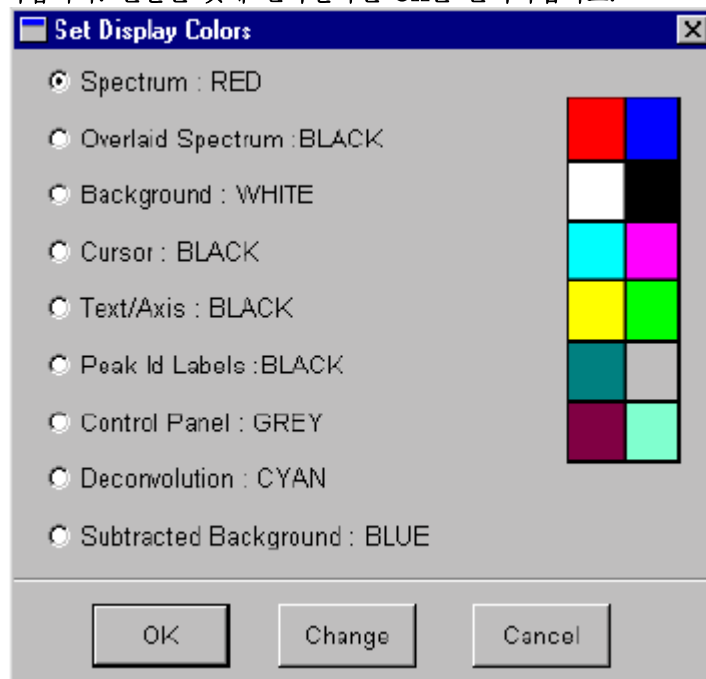 Set Display Colors
Spectrum : RED
Overlaid Spectrum :BLACK
Background : WHITE
Cursor : BLACK
Text/Axis : BLACK
Peak Id Labels :BLACK
Control Panel : GREY
Deconvolution : CYAN
Subtracted Background : BLUE
OK Change Cancel